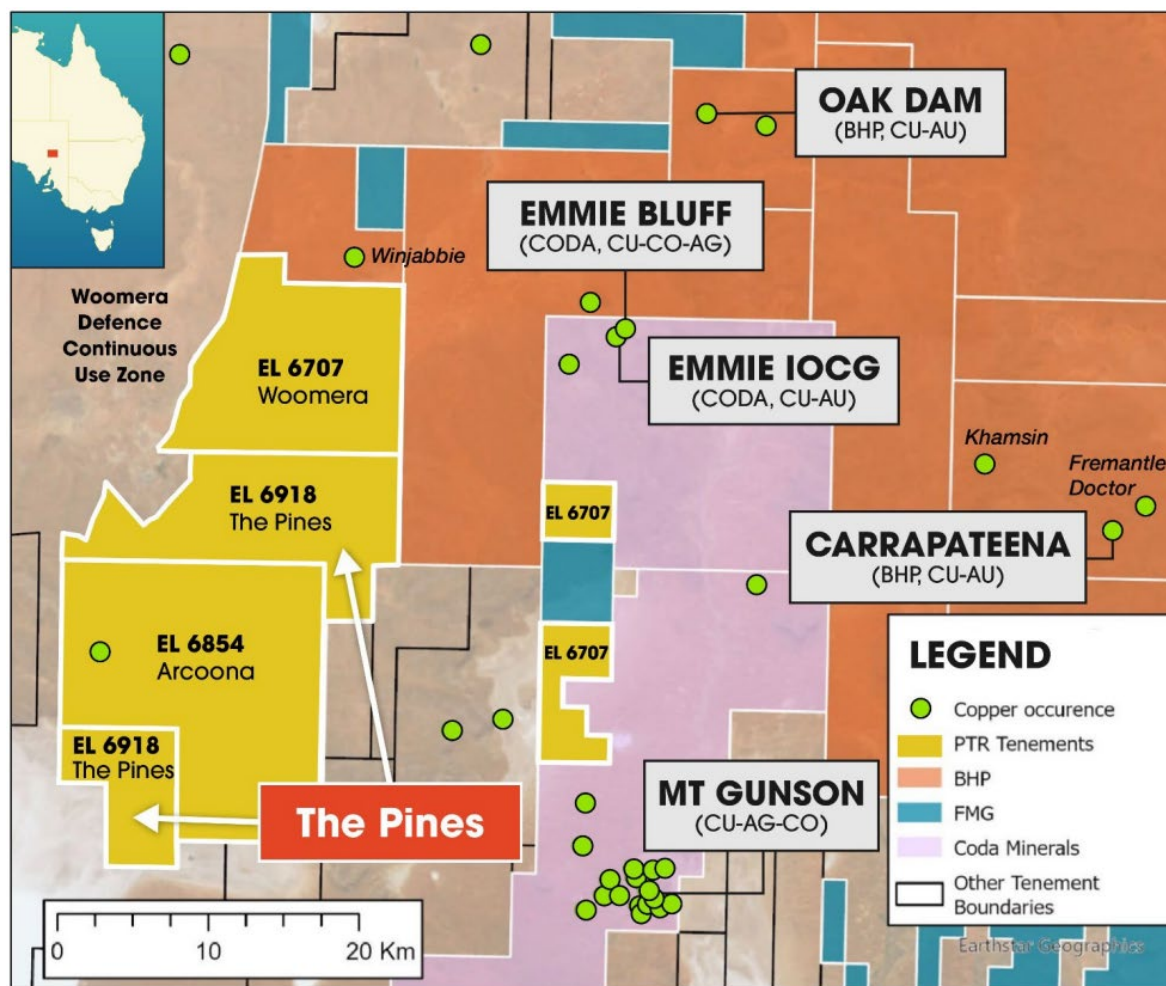 OAK DAM
(BHP, CU-AU)
EMMIE BLUFF
(CODA, CU-CO-AG)
Winjabbie
Woomera
Defence
Continuous
Use Zone
EL 6707
Woomera
EMMIE IOCG
(CODA, CU-AU)
Khamsin
Fremantle
Doctor
EL 6918
The Pines
EL 6707
CARRAPATEENA
(BHP, CU-AU)
EL 6854
Arcoona
EL 6707
EL 6918
The Pines
The Pines
MT GUNSON
(CU-AG-CO)
LEGEND
Copper occurence
PTR Tenements
BHP
FMG
Coda Minerals
Other Tenement
Boundaries
0 10 20 Km
Earthstar Geographics